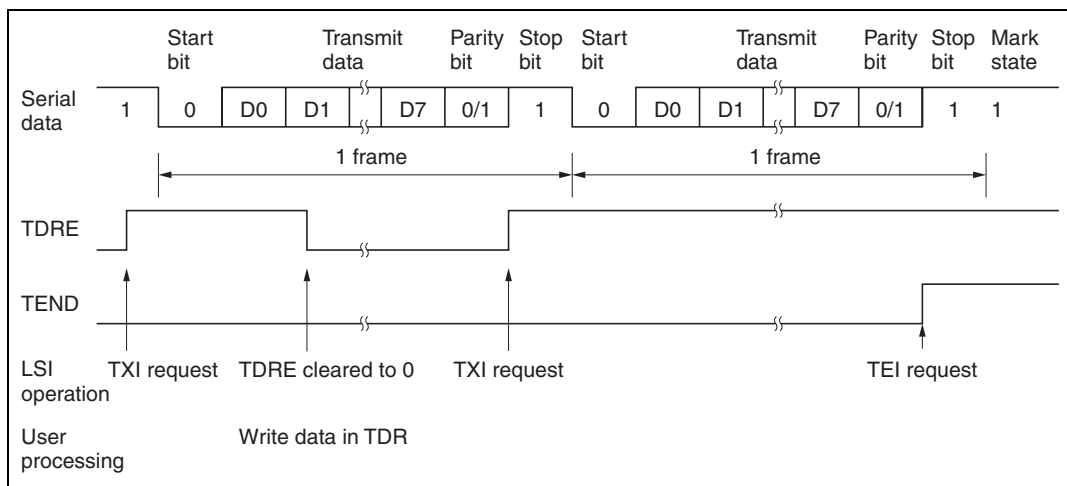 Start bit
Transmit data
Parity bit
Stop bit
Start bit
Transmit data
Parity bit
Stop bit
Mark state
Serial data
1 0 D0 D1 D7 0/1 1 0 D0 D1 D7 0/1 1 1
1 frame 1 frame
TDRE
TEND
LSI operation
TXI request TDRE cleared to 0 TXI request TEI request
User processing
Write data in TDR